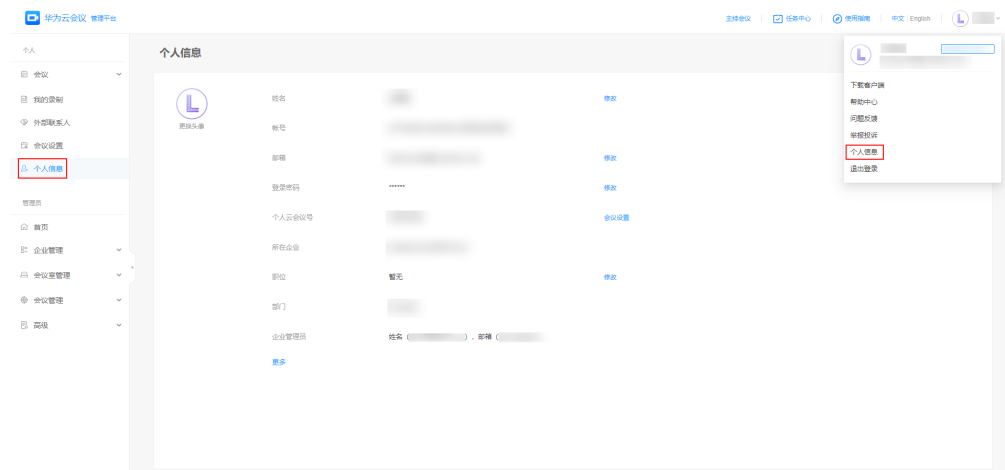 华为云会议 管理平台
主持会议 任务中心 使用指南 中文 English
个人
会议
我的录制
外部联系人
会议设置
个人信息
管理员
首页
企业管理
会议室管理
会议管理
高级
个人信息
L
更换头像
姓名 修改
帐号
邮箱 修改
登录密码 ****** 修改
个人云会议号 会议设置
所在企业
职位 暂无 修改
部门
企业管理员 姓名 ( ) , 邮箱 (
更多
L
L
下载客户端
帮助中心
问题反馈
举报投诉
个人信息
退出登录